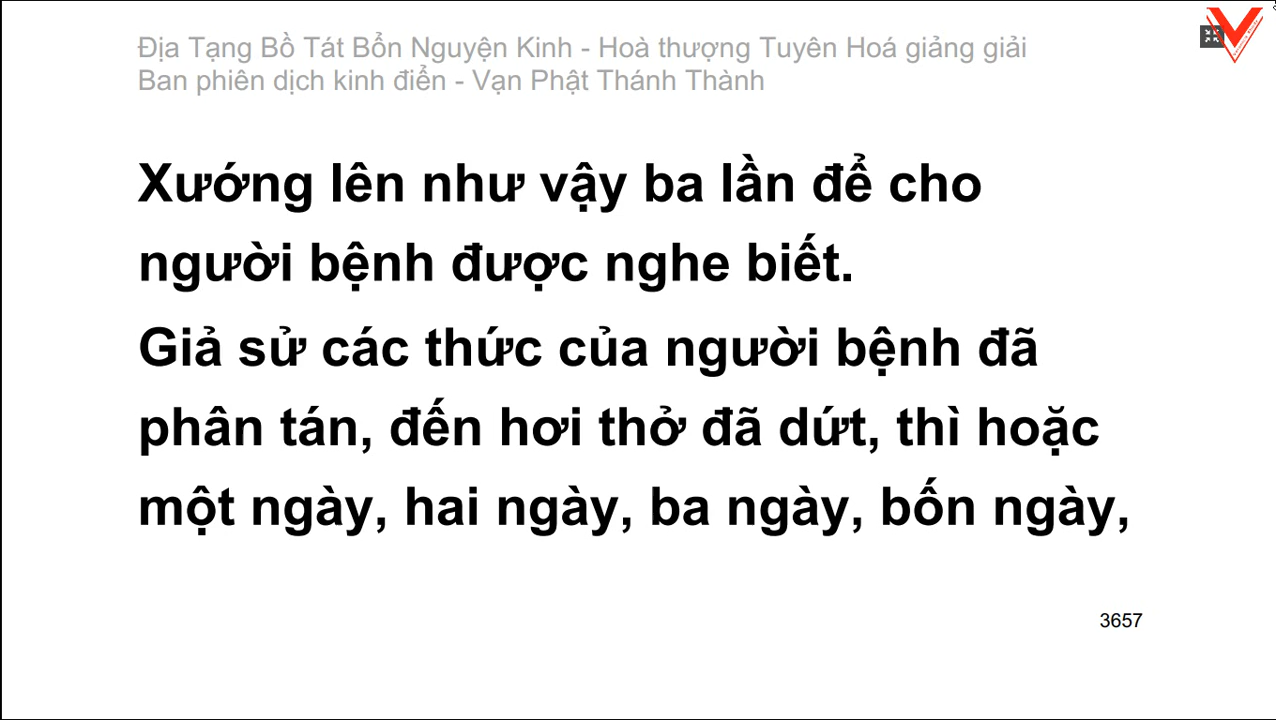 Địa Tạng Bồ Tát Bổn Nguyện Kinh - Hoà thượng Tuyên Hoá giảng giải
Ban phiên dịch kinh điển - Vạn Phật Thánh Thành
Xướng lên như vậy ba lần để cho
người bệnh được nghe biết.
Giả sử các thức của người bệnh đã
phân tán, đến hơi thở đã dứt, thì hoặc
một ngày, hai ngày, ba ngày, bốn ngày,
3657